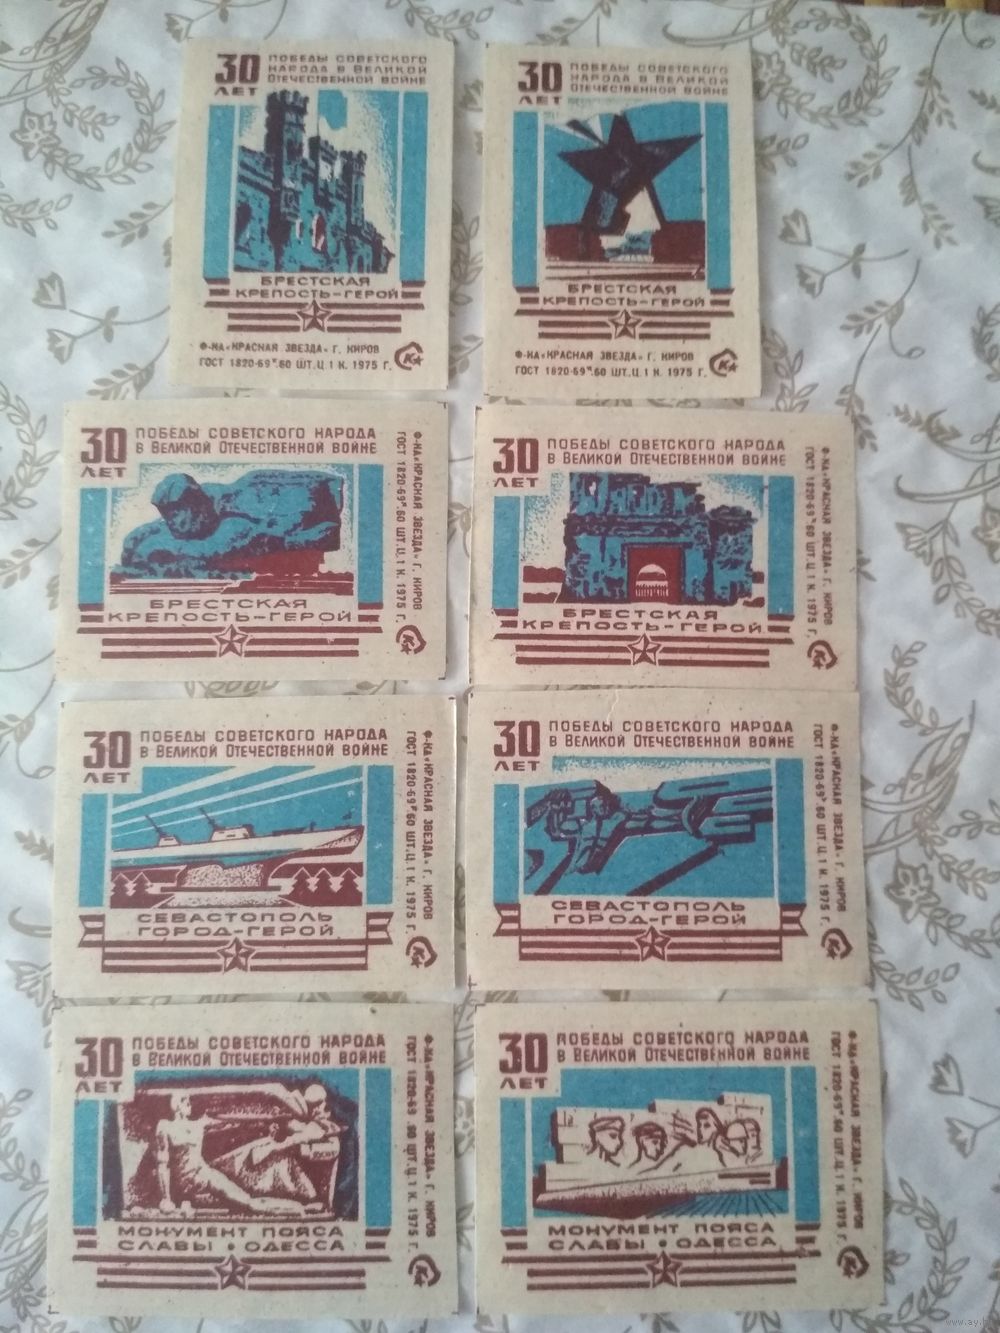 30 ЛЕТ
ПОБЕДЫ СОВЕТСКОГО
НАРОДА В ВЕЛИКОЙ
ОТЕЧЕСТВЕННОЙ ВОЙНЕ
БРЕСТСКАЯ
КРЕПОСТЬ-ГЕРОЙ
Ф-КА «КРАСНАЯ ЗВЕЗДА» Г. КИРОВ
ГОСТ 1820-69 60 ШТ. Ц. 1 К. 1975 Г.
30 ЛЕТ
ПОБЕДЫ СОВЕТСКОГО
НАРОДА В ВЕЛИКОЙ
ОТЕЧЕСТВЕННОЙ ВОЙНЕ
БРЕСТСКАЯ
КРЕПОСТЬ-ГЕРОЙ
Ф-КА «КРАСНАЯ ЗВЕЗДА» Г. КИРОВ
ГОСТ 1820-69 60 ШТ. Ц. 1 К. 1975 Г.
30 ЛЕТ
ПОБЕДЫ СОВЕТСКОГО НАРОДА
В ВЕЛИКОЙ ОТЕЧЕСТВЕННОЙ ВОЙНЕ
БРЕСТСКАЯ
КРЕПОСТЬ-ГЕРОЙ
Ф-КА «КРАСНАЯ ЗВЕЗДА» Г. КИРОВ
ГОСТ 1820-69 60 ШТ. Ц. 1 К. 1975 Г.
30 ЛЕТ
ПОБЕДЫ СОВЕТСКОГО НАРОДА
В ВЕЛИКОЙ ОТЕЧЕСТВЕННОЙ ВОЙНЕ
БРЕСТСКАЯ
КРЕПОСТЬ-ГЕРОЙ
Ф-КА «КРАСНАЯ ЗВЕЗДА» Г. КИРОВ
ГОСТ 1820-69 60 ШТ. Ц. 1 К. 1975 Г.
30 ЛЕТ
ПОБЕДЫ СОВЕТСКОГО НАРОДА
В ВЕЛИКОЙ ОТЕЧЕСТВЕННОЙ ВОЙНЕ
СЕВАСТОПОЛЬ
ГОРОД-ГЕРОЙ
Ф-КА «КРАСНАЯ ЗВЕЗДА» Г. КИРОВ
ГОСТ 1820-69 60 ШТ. Ц. 1 К. 1975 Г.
30 ЛЕТ
ПОБЕДЫ СОВЕТСКОГО НАРОДА
В ВЕЛИКОЙ ОТЕЧЕСТВЕННОЙ ВОЙНЕ
СЕВАСТОПОЛЬ
ГОРОД-ГЕРОЙ
Ф-КА «КРАСНАЯ ЗВЕЗДА» Г. КИРОВ
ГОСТ 1820-69 60 ШТ. Ц. 1 К. 1975 Г.
30 ЛЕТ
ПОБЕДЫ СОВЕТСКОГО НАРОДА
В ВЕЛИКОЙ ОТЕЧЕСТВЕННОЙ ВОЙНЕ
МОНУМЕНТ ПОЯСА
СЛАВЫ • ОДЕССА
Ф-КА «КРАСНАЯ ЗВЕЗДА» Г. КИРОВ
ГОСТ 1820-69 60 ШТ. Ц. 1 К. 1975 Г.
30 ЛЕТ
ПОБЕДЫ СОВЕТСКОГО НАРОДА
В ВЕЛИКОЙ ОТЕЧЕСТВЕННОЙ ВОЙНЕ
МОНУМЕНТ ПОЯСА
СЛАВЫ • ОДЕССА
Ф-КА «КРАСНАЯ ЗВЕЗДА» Г. КИРОВ
ГОСТ 1820-69 60 ШТ. Ц. 1 К. 1975 Г.